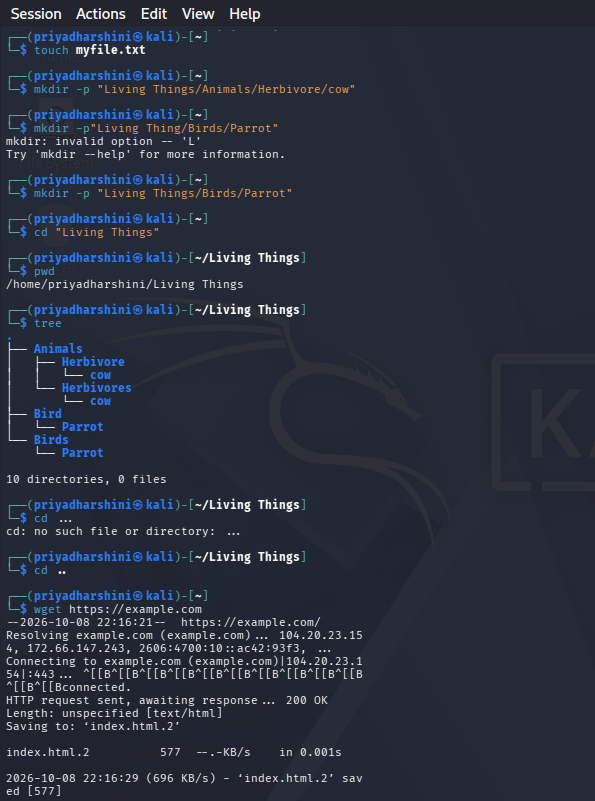 Session Actions Edit View Help
┌──(priyadharshini㉿kali)-[~]
└─$ touch myfile.txt
┌──(priyadharshini㉿kali)-[~]
└─$ mkdir -p "Living Things/Animals/Herbivore/cow"
┌──(priyadharshini㉿kali)-[~]
└─$ mkdir -p"Living Thing/Birds/Parrot"
mkdir: invalid option -- 'L'
Try 'mkdir --help' for more information.
┌──(priyadharshini㉿kali)-[~]
└─$ mkdir -p "Living Things/Birds/Parrot"
┌──(priyadharshini㉿kali)-[~]
└─$ cd "Living Things"
┌──(priyadharshini㉿kali)-[~/Living Things]
└─$ pwd
/home/priyadharshini/Living Things
┌──(priyadharshini㉿kali)-[~/Living Things]
└─$ tree
.
├── Animals
│   ├── Herbivore
│   │   └── cow
│   └── Herbivores
│       └── cow
├── Bird
│   └── Parrot
└── Birds
    └── Parrot
10 directories, 0 files
┌──(priyadharshini㉿kali)-[~/Living Things]
└─$ cd ...
cd: no such file or directory: ...
┌──(priyadharshini㉿kali)-[~/Living Things]
└─$ cd ..
┌──(priyadharshini㉿kali)-[~]
└─$ wget https://example.com
--2026-10-08 22:16:21--  https://example.com/
Resolving example.com (example.com)... 104.20.23.15
4, 172.66.147.243, 2606:4700:10::ac42:93f3, ...
Connecting to example.com (example.com)|104.20.23.1
54|:443... ^[[B^[[B^[[B^[[B^[[B^[[B^[[B^[[B^[[B
^[[B^[[Bconnected.
HTTP request sent, awaiting response... 200 OK
Length: unspecified [text/html]
Saving to: ‘index.html.2’
index.html.2          577  --.-KB/s    in 0.001s
2026-10-08 22:16:29 (696 KB/s) - ‘index.html.2’ sav
ed [577]